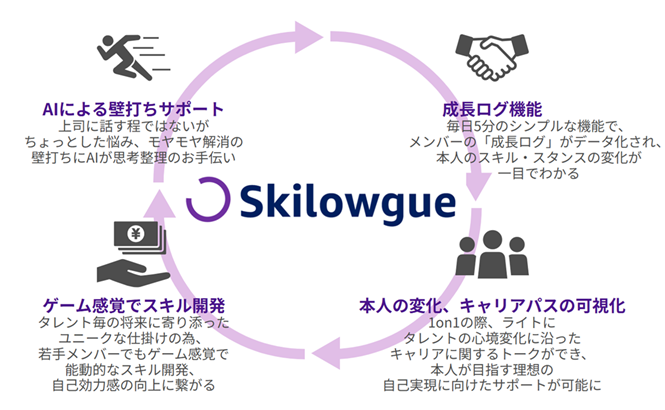 AIによる壁打ちサポート
上司に話す程ではないが
ちょっとした悩み、モヤモヤ解消の
壁打ちにAIが思考整理のお手伝い
成長ログ機能
毎日5分のシンプルな機能で、
メンバーの「成長ログ」がデータ化され、
本人のスキル・スタンスの変化が
一目でわかる
Skilowgue
¥
ゲーム感覚でスキル開発
タレント毎の将来に寄り添った
ユニークな仕掛けの為、
若手メンバーでもゲーム感覚で
能動的なスキル開発、
自己効力感の向上に繋がる
本人の変化、キャリアパスの可視化
1on1の際、ライトに
タレントの心境変化に沿った
キャリアに関するトークができ、
本人が目指す理想の
自己実現に向けたサポートが可能に